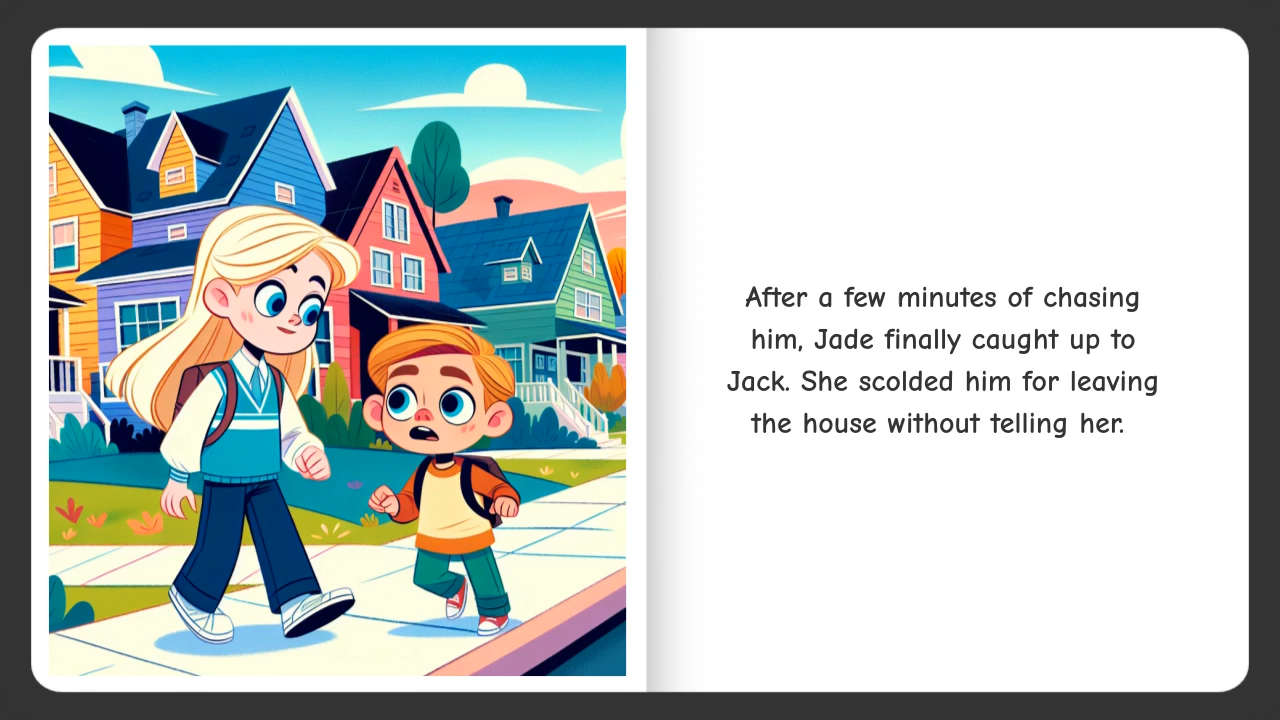 After a few minutes of chasing
him, Jade finally caught up to
Jack. She scolded him for leaving
the house without telling her.